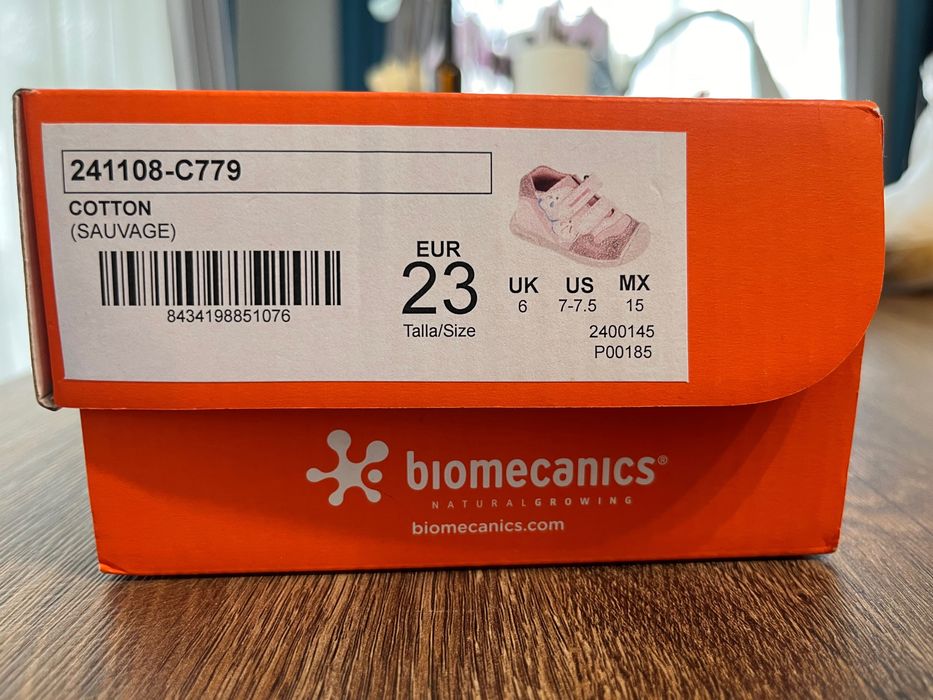 241108-C779
COTTON
(SAUVAGE)
8434198851076
EUR
23
Talla/Size
UK US MX
6 7-7.5 15
2400145
P00185
biomecanics®
NATURALGROWING
biomecanics.com